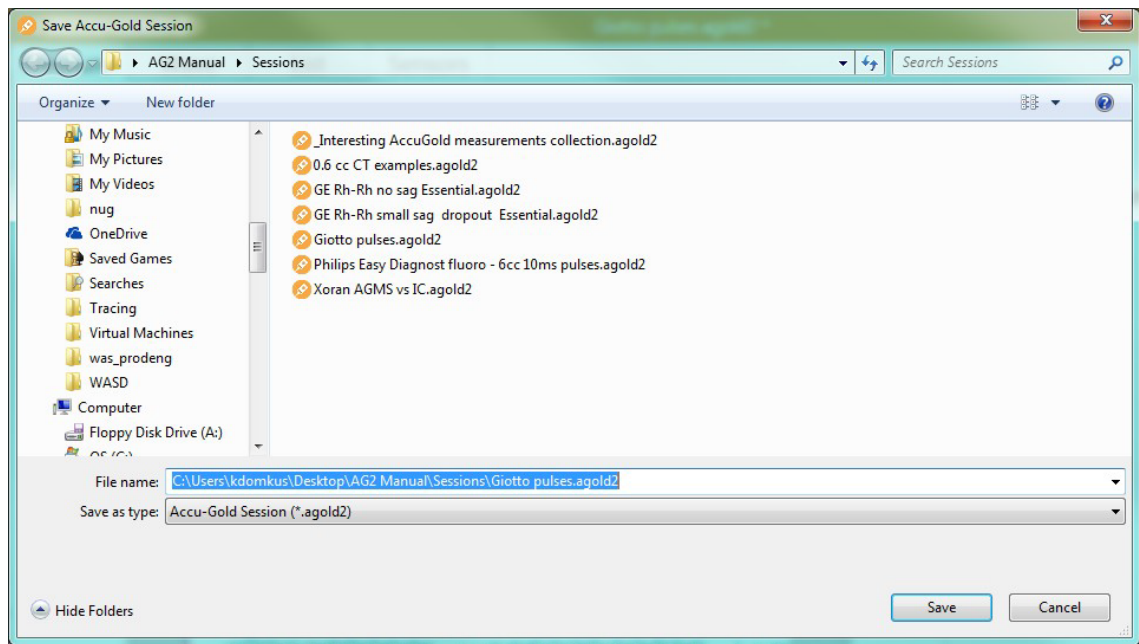 Save Accu-Gold Session
AG2 Manual Sessions
Search Sessions
Organize New folder
My Music
My Pictures
My Videos
nug
OneDrive
Saved Games
Searches
Tracing
Virtual Machines
was_prodeng
WASD
Computer
Floppy Disk Drive (A:)
_Interesting AccuGold measurements collection.agold2
0.6 cc CT examples.agold2
GE Rh-Rh no sag Essential.agold2
GE Rh-Rh small sag  dropout  Essential.agold2
Giotto pulses.agold2
Philips Easy Diagnost fluoro - 6cc 10ms pulses.agold2
Xoran AGMS vs IC.agold2
File name: C:\Users\kdomkus\Desktop\AG2 Manual\Sessions\Giotto pulses.agold2
Save as type: Accu-Gold Session (*.agold2)
Hide Folders Save Cancel